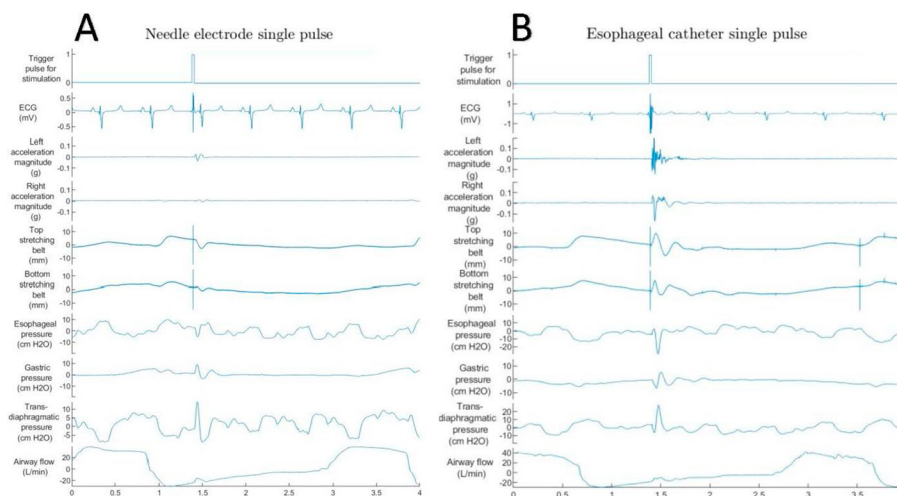 A
Needle electrode single pulse
Trigger
pulse for
stimulation
1
0
ECG
(mV)
0.5
0
-0.5
Left
acceleration
magnitude
(g)
0.1
0
-0.1
Right
acceleration
magnitude
(g)
0.1
0
-0.1
Top
stretching
belt
(mm)
10
0
-10
Bottom
stretching
belt
(mm)
10
0
-10
Esophageal
pressure
(cm H2O)
10
0
-10
Gastric
pressure
(cm H2O)
10
0
-10
Trans-
diaphragmatic
pressure
(cm H2O)
10
5
0
-5
Airway flow
(L/min)
20
0
-20
0
0.5
1
1.5
2
2.5
3
3.5
4
B
Esophageal catheter single pulse
Trigger
pulse for
stimulation
1
0
ECG
(mV)
1
0
-1
Left
acceleration
magnitude
(g)
0.1
0
-0.1
Right
acceleration
magnitude
(g)
0.1
0
-0.1
Top
stretching
belt
(mm)
10
0
-10
Bottom
stretching
belt
(mm)
10
0
-10
Esophageal
pressure
(cm H2O)
10
0
-10
-20
Gastric
pressure
(cm H2O)
10
0
-10
Trans-
diaphragmatic
pressure
(cm H2O)
20
10
0
-10
Airway flow
(L/min)
40
20
0
-20
0
0.5
1
1.5
2
2.5
3
3.5